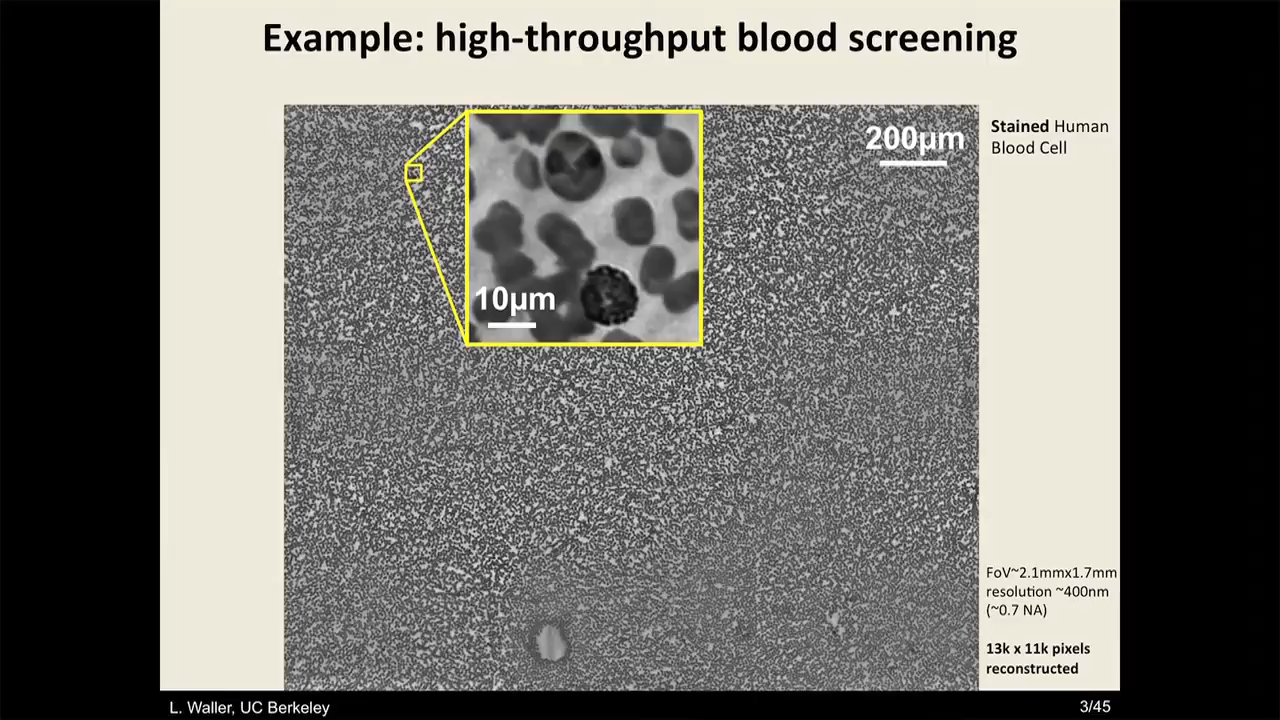 Example: high-throughput blood screening
200µm
Stained Human
Blood Cell
10µm
FoV~2.1mmx1.7mm
resolution ~400nm
(~0.7 NA)
13k x 11k pixels
reconstructed
L. Waller, UC Berkeley
3/45